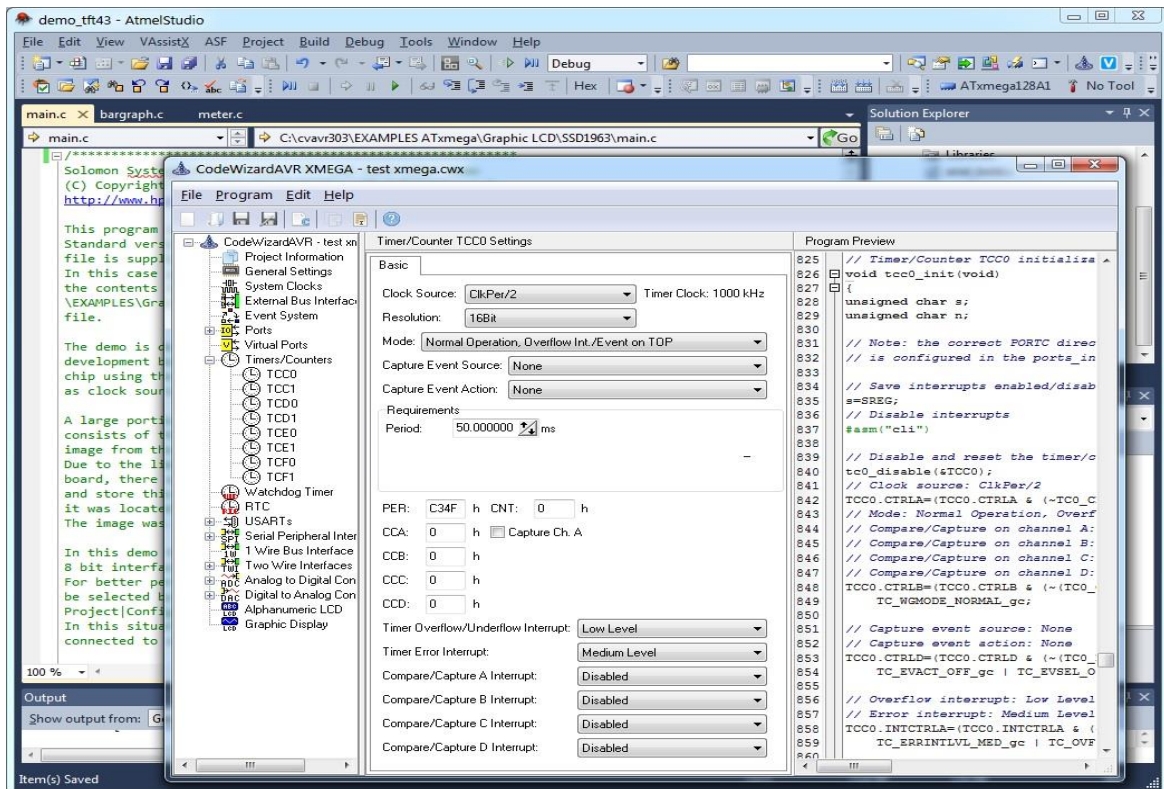 demo_tft43 - AtmelStudio
File Edit View VAssistX ASF Project Build Debug Tools Window Help
Debug
Hex
ATxmega128A1 No Tool
main.c bargraph.c meter.c
main.c
C:\cvavr303\EXAMPLES ATxmega\Graphic LCD\SSD1963\main.c
Go
Solution Explorer
Libraries
Solomon Syste
(C) Copyright
http://www.hp
This program
Standard vers
file is suppl
In this case
the contents
\EXAMPLES\Gra
file.
The demo is d
development b
chip using th
as clock sour
A large porti
consists of t
image from th
Due to the li
board, there
and store thi
it was locate
The image was
In this demo
8 bit interfa
For better pe
be selected b
Project|Confi
In this situa
connected to
100 %
Output
Show output from: Ge
Item(s) Saved
CodeWizardAVR XMEGA - test xmega.cwx
File Program Edit Help
CodeWizardAVR - test xn
Project Information
General Settings
System Clocks
External Bus Interfac
Event System
Ports
Virtual Ports
Timers/Counters
TCC0
TCC1
TCD0
TCD1
TCE0
TCE1
TCF0
TCF1
Watchdog Timer
RTC
USARTs
Serial Peripheral Inter
1 Wire Bus Interface
Two Wire Interfaces
Analog to Digital Con
Digital to Analog Con
Alphanumeric LCD
Graphic Display
Timer/Counter TCC0 Settings
Basic
Clock Source: ClkPer/2 Timer Clock: 1000 kHz
Resolution: 16Bit
Mode: Normal Operation, Overflow Int./Event on TOP
Capture Event Source: None
Capture Event Action: None
Requirements
Period: 50.000000 ms
PER: C34F h CNT: 0 h
CCA: 0 h Capture Ch. A
CCB: 0 h
CCC: 0 h
CCD: 0 h
Timer Overflow/Underflow Interrupt: Low Level
Timer Error Interrupt: Medium Level
Compare/Capture A Interrupt: Disabled
Compare/Capture B Interrupt: Disabled
Compare/Capture C Interrupt: Disabled
Compare/Capture D Interrupt: Disabled
Program Preview
825 // Timer/Counter TCC0 initializa
826 void tcc0_init(void)
827 {
828 unsigned char s;
829 unsigned char n;
830
831 // Note: the correct PORTC direc
832 // is configured in the ports_in
833
834 // Save interrupts enabled/disab
835 s=SREG;
836 // Disable interrupts
837 #asm("cli")
838
839 // Disable and reset the timer/c
840 tc0_disable(&TCC0);
841 // Clock source: ClkPer/2
842 TCC0.CTRLA=(TCC0.CTRLA & (~TC0_C
843 // Mode: Normal Operation, Overf
844 // Compare/Capture on channel A:
845 // Compare/Capture on channel B:
846 // Compare/Capture on channel C:
847 // Compare/Capture on channel D:
848 TCC0.CTRLB=(TCC0.CTRLB & (~(TC0_
849 TC_WGMODE_NORMAL_gc;
850
851 // Capture event source: None
852 // Capture event action: None
853 TCC0.CTRLD=(TCC0.CTRLD & (~(TC0_
854 TC_EVACT_OFF_gc | TC_EVSEL_O
855
856 // Overflow interrupt: Low Level
857 // Error interrupt: Medium Level
858 TCC0.INTCTRLA=(TCC0.INTCTRLA & (
859 TC_ERRINTLVL_MED_gc | TC_OVF
860